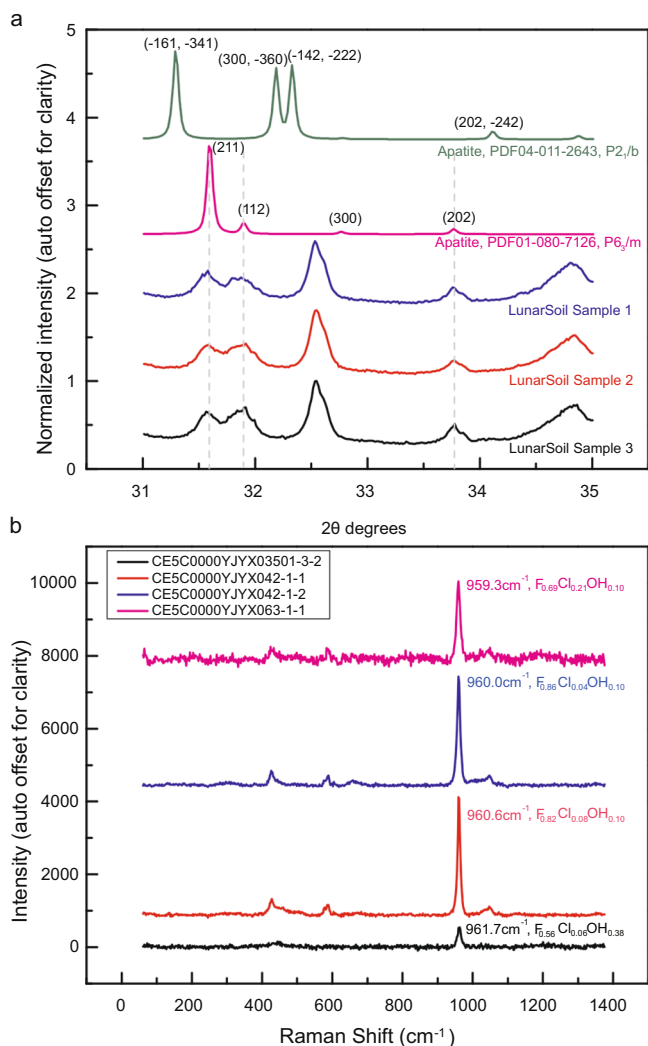 a
Normalized intensity (auto offset for clarity)
5
4
3
2
1
0
(-161, -341)
(300, -360)
(-142, -222)
(202, -242)
Apatite, PDF04-011-2643, P2₁/b
(211)
(112)
(300)
(202)
Apatite, PDF01-080-7126, P6₃/m
LunarSoil Sample 1
LunarSoil Sample 2
LunarSoil Sample 3
31 32 33 34 35
2θ degrees
b
Intensity (auto offset for clarity)
10000
8000
6000
4000
2000
0
CE5C0000YJYX03501-3-2
CE5C0000YJYX042-1-1
CE5C0000YJYX042-1-2
CE5C0000YJYX063-1-1
959.3cm⁻¹, F₀.₆₉Cl₀.₂₁OH₀.₁₀
960.0cm⁻¹, F₀.₈₆Cl₀.₀₄OH₀.₁₀
960.6cm⁻¹, F₀.₈₂Cl₀.₀₈OH₀.₁₀
961.7cm⁻¹, F₀.₅₆Cl₀.₀₆OH₀.₃₈
0 200 400 600 800 1000 1200 1400
Raman Shift (cm⁻¹)